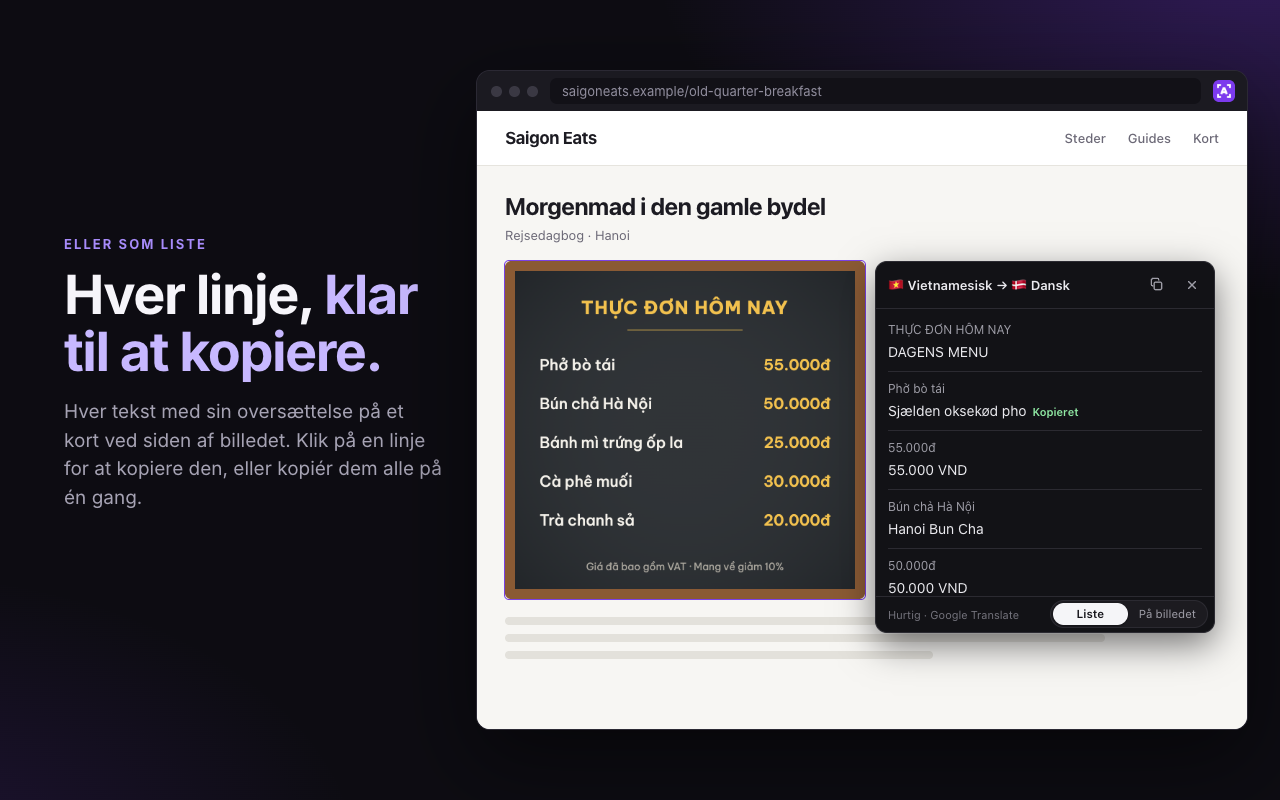 ELLER SOM LISTE
Hver linje, klar
til at kopiere.
Hver tekst med sin oversættelse på et
kort ved siden af billedet. Klik på en linje
for at kopiere den, eller kopiér dem alle på
én gang.
saigoneats.example/old-quarter-breakfast
Saigon Eats
Steder Guides Kort
Morgenmad i den gamle bydel
Rejsedagbog · Hanoi
THỰC ĐƠN HÔM NAY
Phở bò tái 55.000đ
Bún chả Hà Nội 50.000đ
Bánh mì trứng ốp la 25.000đ
Cà phê muối 30.000đ
Trà chanh sả 20.000đ
Giá đã bao gồm VAT · Mang về giảm 10%
Vietnamesisk → Dansk
THỰC ĐƠN HÔM NAY
DAGENS MENU
Phở bò tái
Sjælden oksekød pho Kopieret
55.000đ
55.000 VND
Bún chả Hà Nội
Hanoi Bun Cha
50.000đ
50.000 VND
Hurtig · Google Translate
Liste På billedet